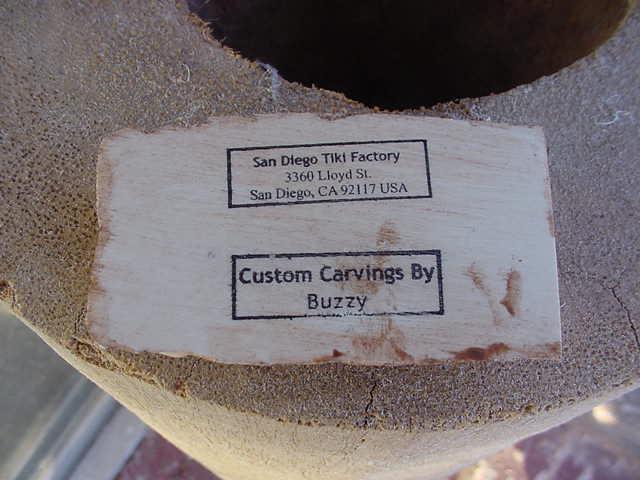 San Diego Tiki Factory
3360 Lloyd St.
San Diego, CA 92117 USA
Custom Carvings By
Buzzy